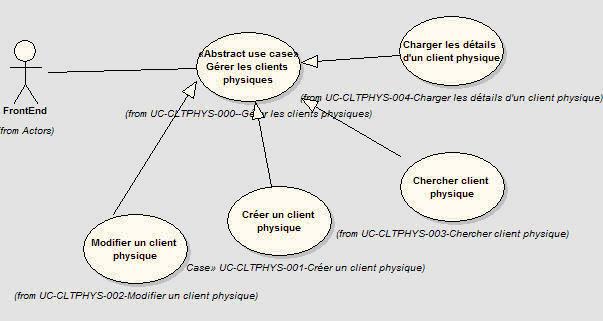 «Abstract use case»
Gérer les clients
physiques
Charger les détails
d'un client physique
FrontEnd
(from Actors)
(from UC-CLTPHYS-004-Charger les détails d'un client physique)
(from UC-CLTPHYS-000--Gérer les clients physiques)
Chercher client
physique
(from UC-CLTPHYS-003-Chercher client physique)
Créer un client
physique
Modifier un client
physique
Case» UC-CLTPHYS-001-Créer un client physique)
(from UC-CLTPHYS-002-Modifier un client physique)